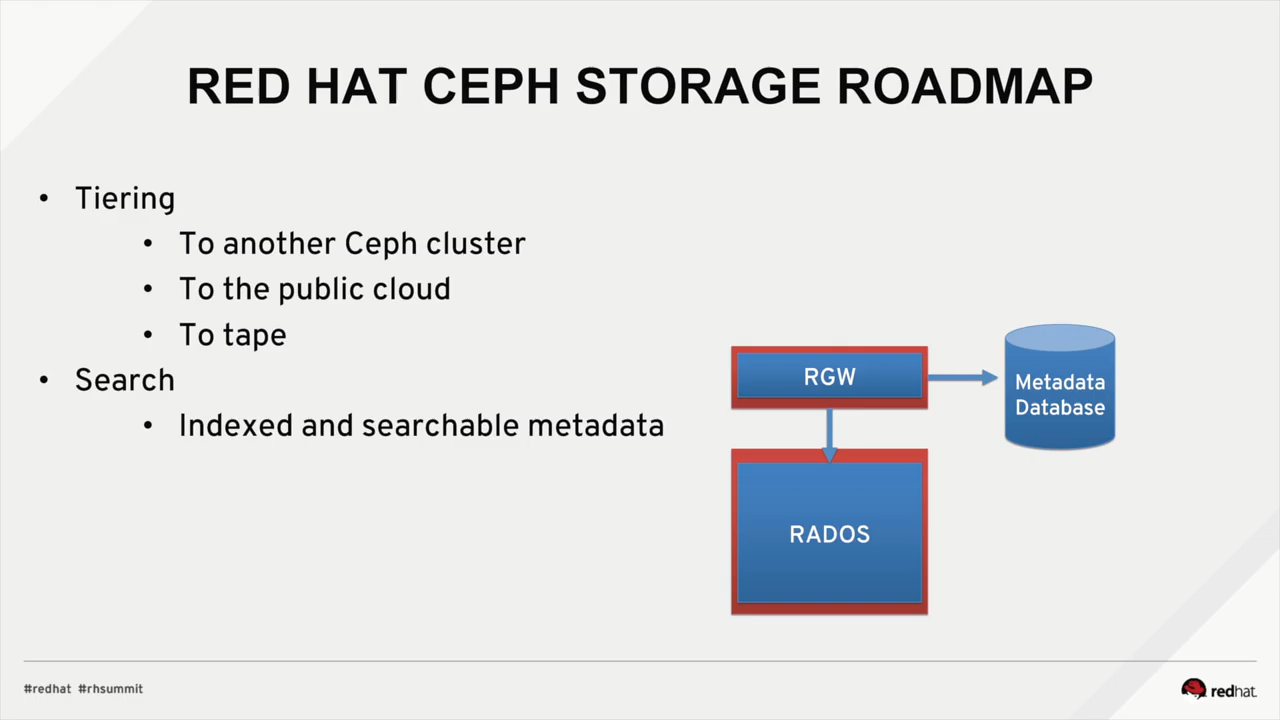 RED HAT CEPH STORAGE ROADMAP
• Tiering
• To another Ceph cluster
• To the public cloud
• To tape
• Search
• Indexed and searchable metadata
RGW
Metadata
Database
RADOS
#redhat #rhsummit
redhat.